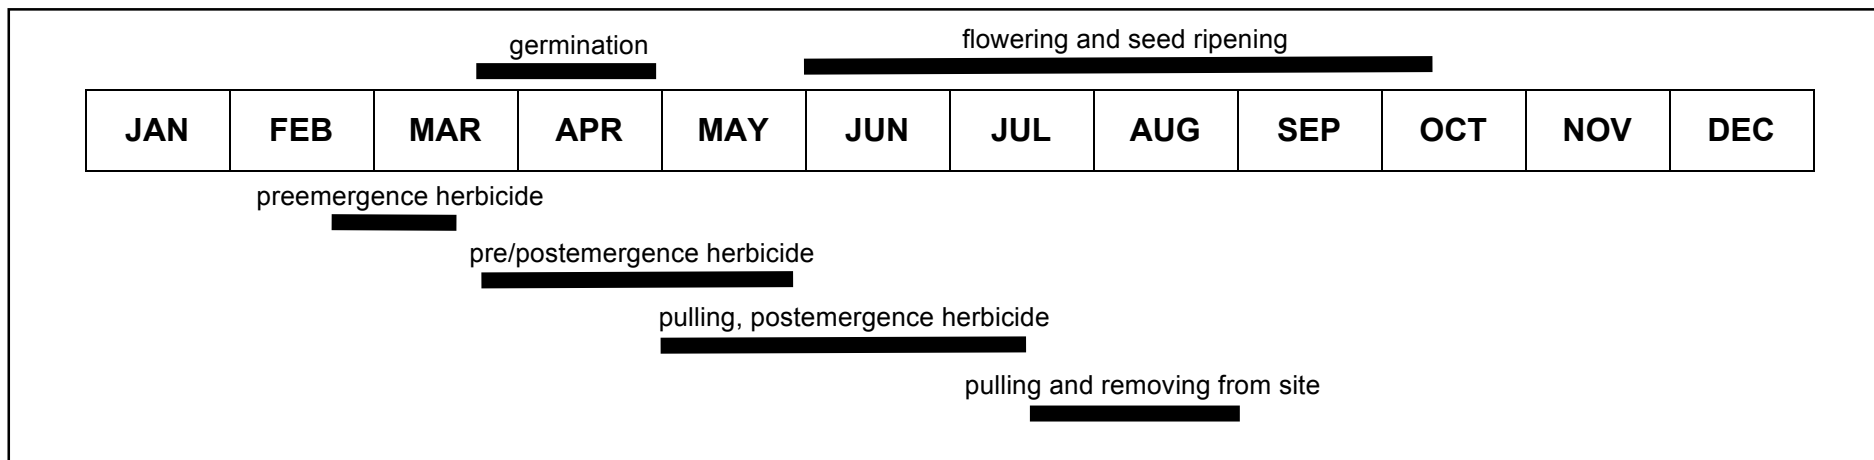 germination
flowering and seed ripening
JAN FEB MAR APR MAY JUN JUL AUG SEP OCT NOV DEC
preemergence herbicide
pre/postemergence herbicide
pulling, postemergence herbicide
pulling and removing from site